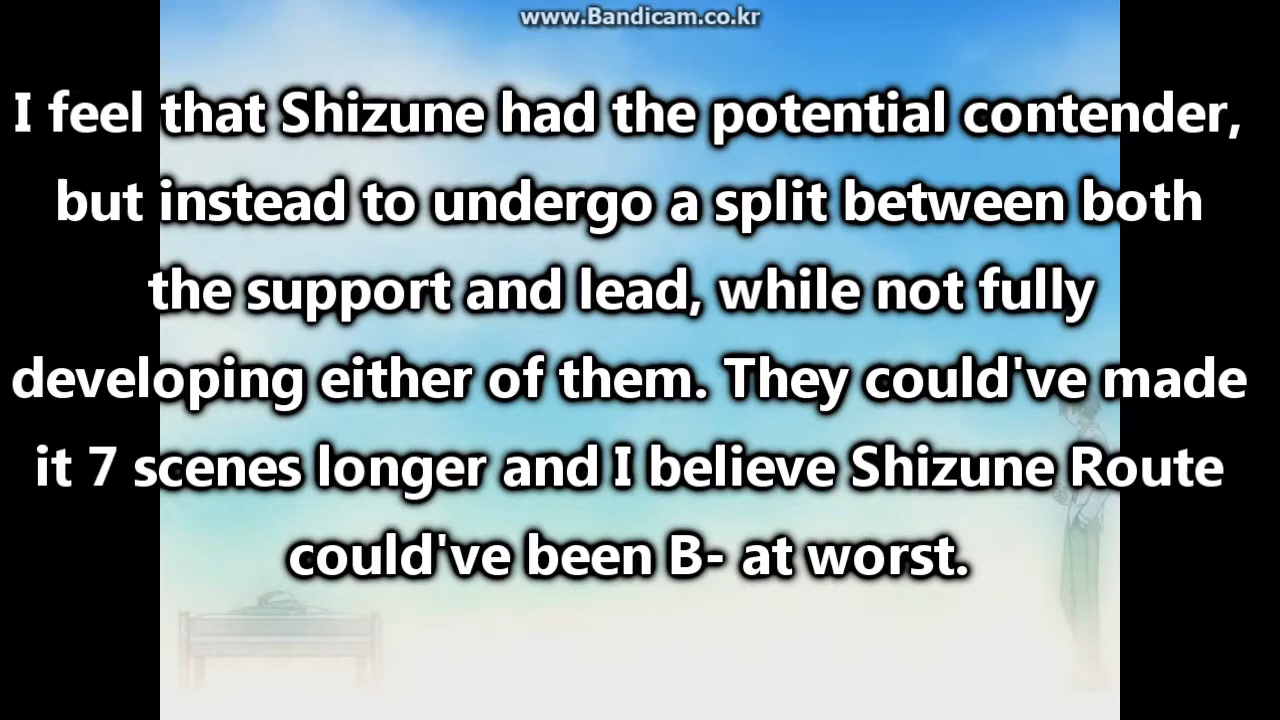 www.Bandicam.co.kr
I feel that Shizune had the potential contender,
but instead to undergo a split between both
the support and lead, while not fully
developing either of them. They could've made
it 7 scenes longer and I believe Shizune Route
could've been B- at worst.